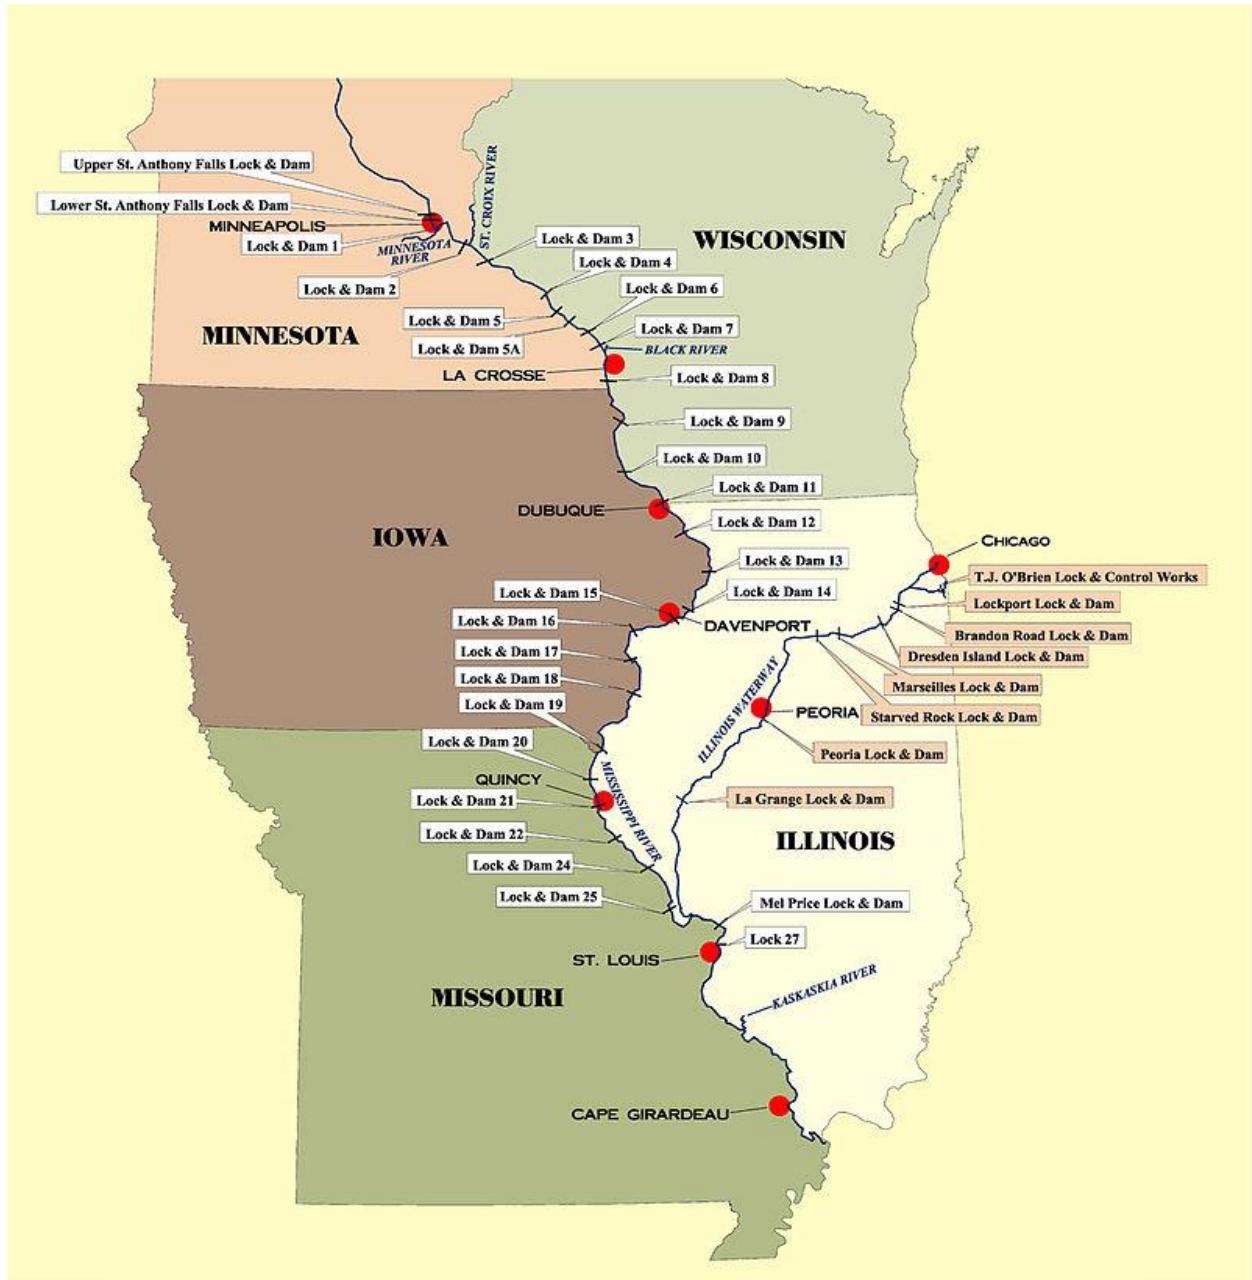 Upper St. Anthony Falls Lock & Dam
Lower St. Anthony Falls Lock & Dam
MINNEAPOLIS
Lock & Dam 1
MINNESOTA
RIVER
ST. CROIX RIVER
Lock & Dam 2
Lock & Dam 3
WISCONSIN
Lock & Dam 4
Lock & Dam 6
Lock & Dam 5
Lock & Dam 7
MINNESOTA
Lock & Dam 5A
BLACK RIVER
LA CROSSE
Lock & Dam 8
Lock & Dam 9
Lock & Dam 10
Lock & Dam 11
DUBUQUE
Lock & Dam 12
IOWA
CHICAGO
Lock & Dam 13
T.J. O'Brien Lock & Control Works
Lock & Dam 15
Lock & Dam 14
Lockport Lock & Dam
Lock & Dam 16
DAVENPORT
Brandon Road Lock & Dam
Lock & Dam 17
Dresden Island Lock & Dam
Lock & Dam 18
Marseilles Lock & Dam
Lock & Dam 19
ILLINOIS WATERWAY
PEORIA
Starved Rock Lock & Dam
Lock & Dam 20
Peoria Lock & Dam
QUINCY
MISSISSIPPI RIVER
Lock & Dam 21
La Grange Lock & Dam
Lock & Dam 22
ILLINOIS
Lock & Dam 24
Lock & Dam 25
Mel Price Lock & Dam
Lock 27
ST. LOUIS
MISSOURI
KASKASKIA RIVER
CAPE GIRARDEAU